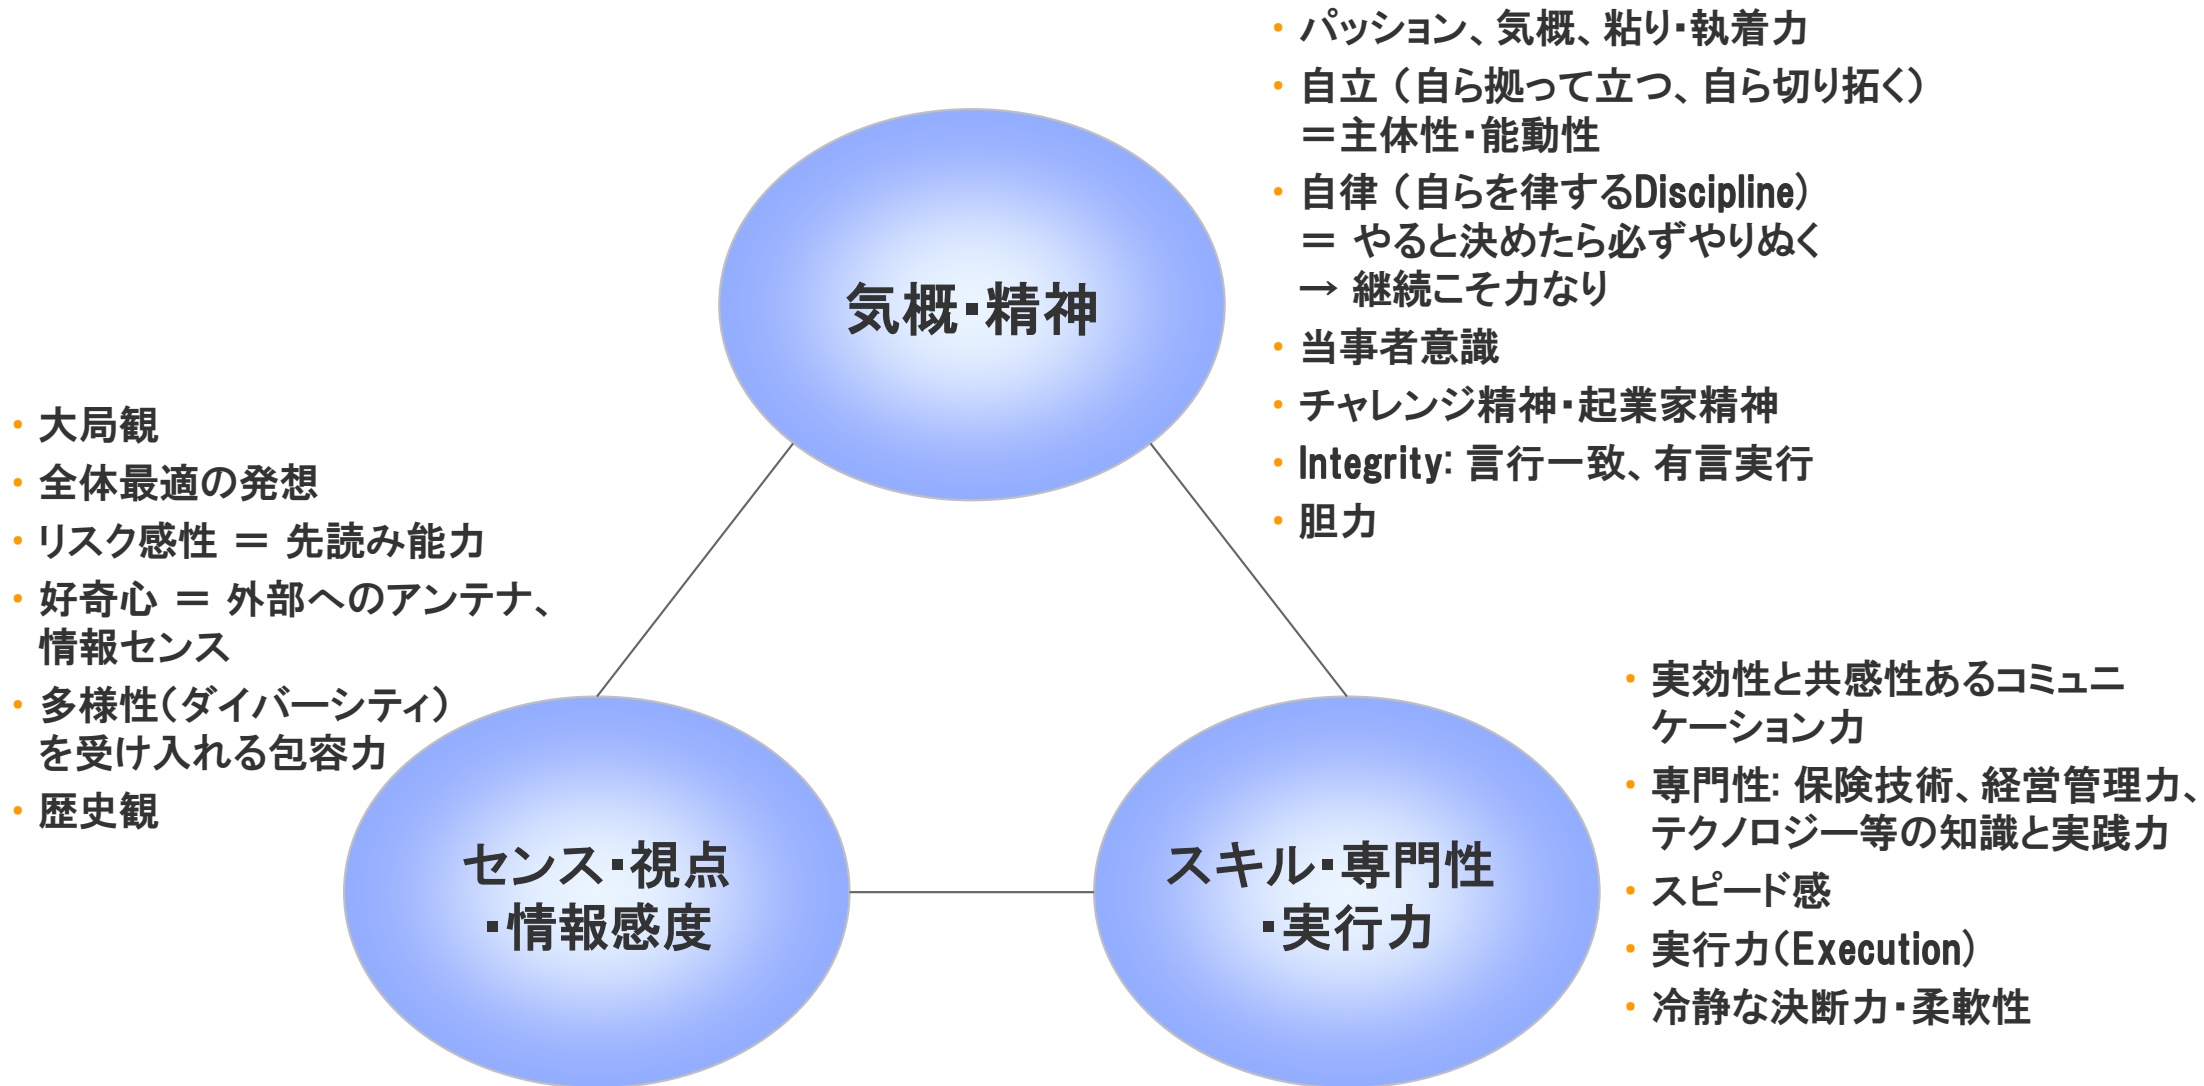 ・パッション、気概、粘り・執着力
・自立（自ら拠って立つ、自ら切り拓く）
＝主体性・能動性
・自律（自らを律するDiscipline）
＝ やると決めたら必ずやりぬく
→ 継続こそ力なり
・当事者意識
・チャレンジ精神・起業家精神
・Integrity: 言行一致、有言実行
・胆力
気概・精神
・大局観
・全体最適の発想
・リスク感性 ＝ 先読み能力
・好奇心 ＝ 外部へのアンテナ、
情報センス
・多様性（ダイバーシティ）
を受け入れる包容力
・歴史観
センス・視点
・情報感度
スキル・専門性
・実行力
・実効性と共感性あるコミュニ
ケーション力
・専門性: 保険技術、経営管理力、
テクノロジー等の知識と実践力
・スピード感
・実行力（Execution）
・冷静な決断力・柔軟性